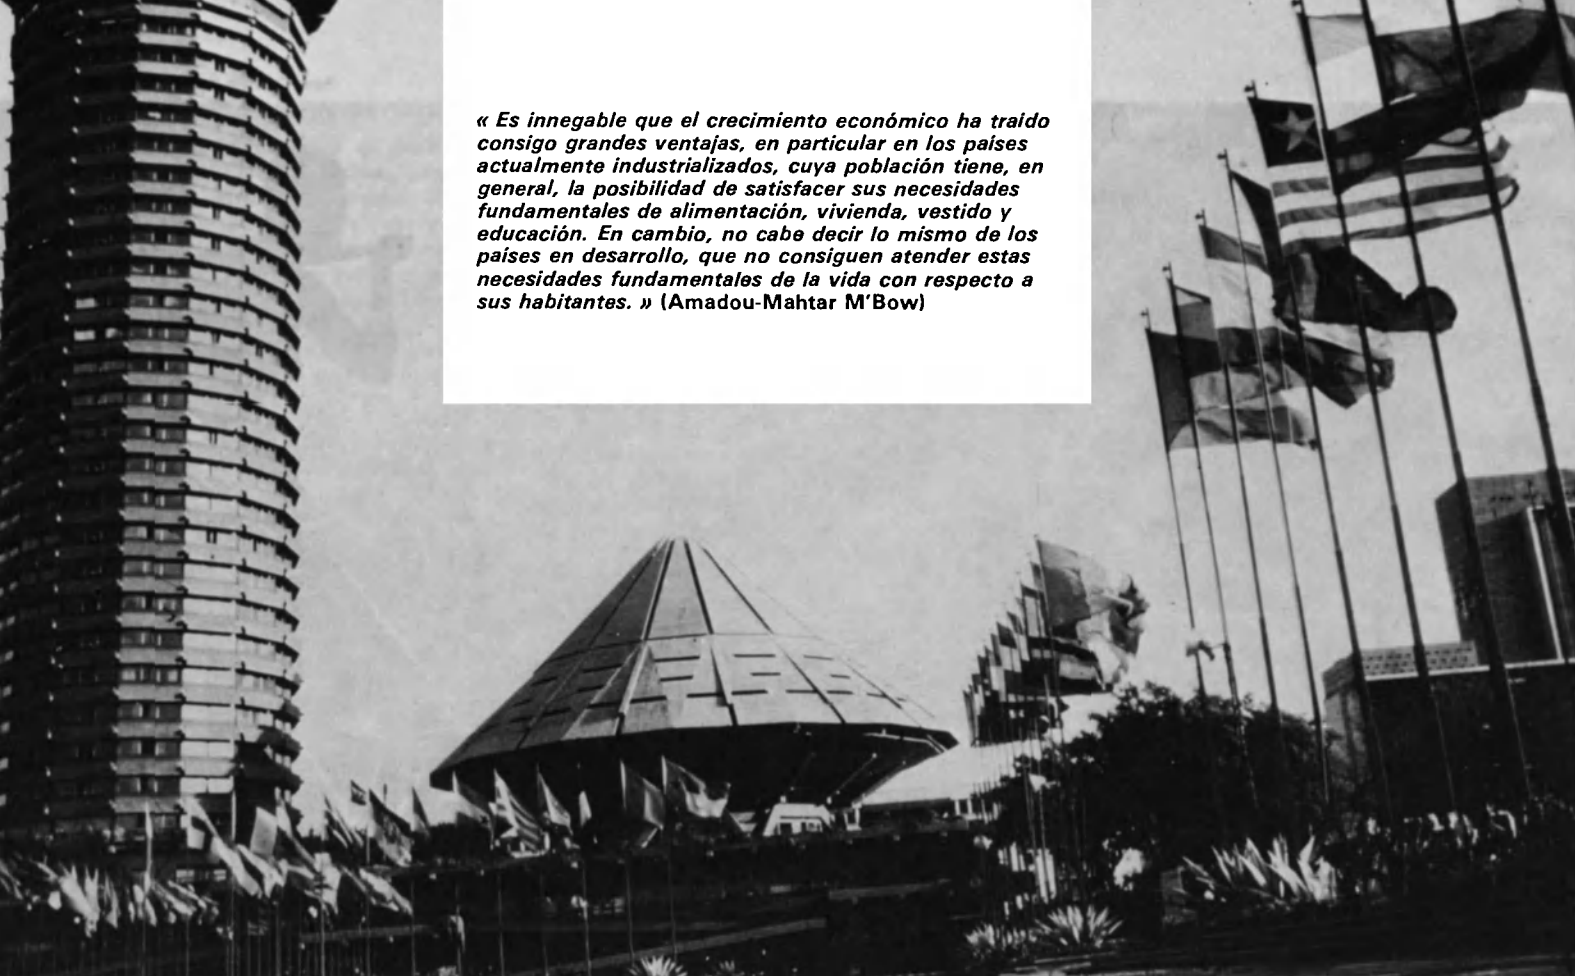 « Es innegable que el crecimiento económico ha traído
consigo grandes ventajas, en particular en los países
actualmente industrializados, cuya población tiene, en
general, la posibilidad de satisfacer sus necesidades
fundamentales de alimentación, vivienda, vestido y
educación. En cambio, no cabe decir lo mismo de los
países en desarrollo, que no consiguen atender estas
necesidades fundamentales de la vida con respecto a
sus habitantes. » (Amadou-Mahtar M'Bow)